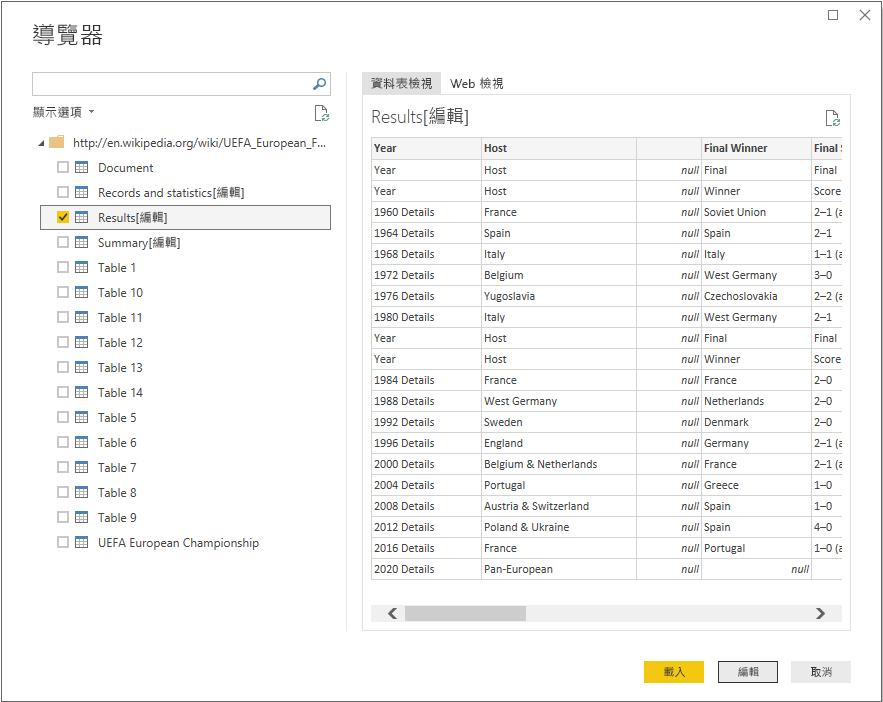 導覽器
顯示選項
http://en.wikipedia.org/wiki/UEFA_European_F...
Document
Records and statistics[編輯]
Results[編輯]
Summary[編輯]
Table 1
Table 10
Table 11
Table 12
Table 13
Table 14
Table 5
Table 6
Table 7
Table 8
Table 9
UEFA European Championship
資料表檢視 Web 檢視
Results[編輯]
Year Host Final Winner Final
Year Host null Final Final
Year Host null Winner Score
1960 Details France null Soviet Union 2–1 (a
1964 Details Spain null Spain 2–1
1968 Details Italy null Italy 1–1 (a
1972 Details Belgium null West Germany 3–0
1976 Details Yugoslavia null Czechoslovakia 2–2 (a
1980 Details Italy null West Germany 2–1
Year Host null Final Final
Year Host null Winner Score
1984 Details France null France 2–0
1988 Details West Germany null Netherlands 2–0
1992 Details Sweden null Denmark 2–0
1996 Details England null Germany 2–1 (a
2000 Details Belgium & Netherlands null France 2–1 (a
2004 Details Portugal null Greece 1–0
2008 Details Austria & Switzerland null Spain 1–0
2012 Details Poland & Ukraine null Spain 4–0
2016 Details France null Portugal 1–0 (a
2020 Details Pan-European null null
載入 編輯 取消